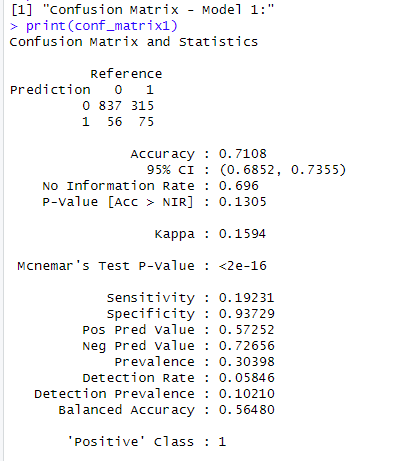 [1] "Confusion Matrix - Model 1:"
> print(conf_matrix1)
Confusion Matrix and Statistics
Reference
Prediction 0 1
0 837 315
1 56 75
Accuracy : 0.7108
95% CI : (0.6852, 0.7355)
No Information Rate : 0.696
P-Value [Acc > NIR] : 0.1305
Kappa : 0.1594
Mcnemar's Test P-Value : <2e-16
Sensitivity : 0.19231
Specificity : 0.93729
Pos Pred Value : 0.57252
Neg Pred Value : 0.72656
Prevalence : 0.30398
Detection Rate : 0.05846
Detection Prevalence : 0.10210
Balanced Accuracy : 0.56480
'Positive' Class : 1